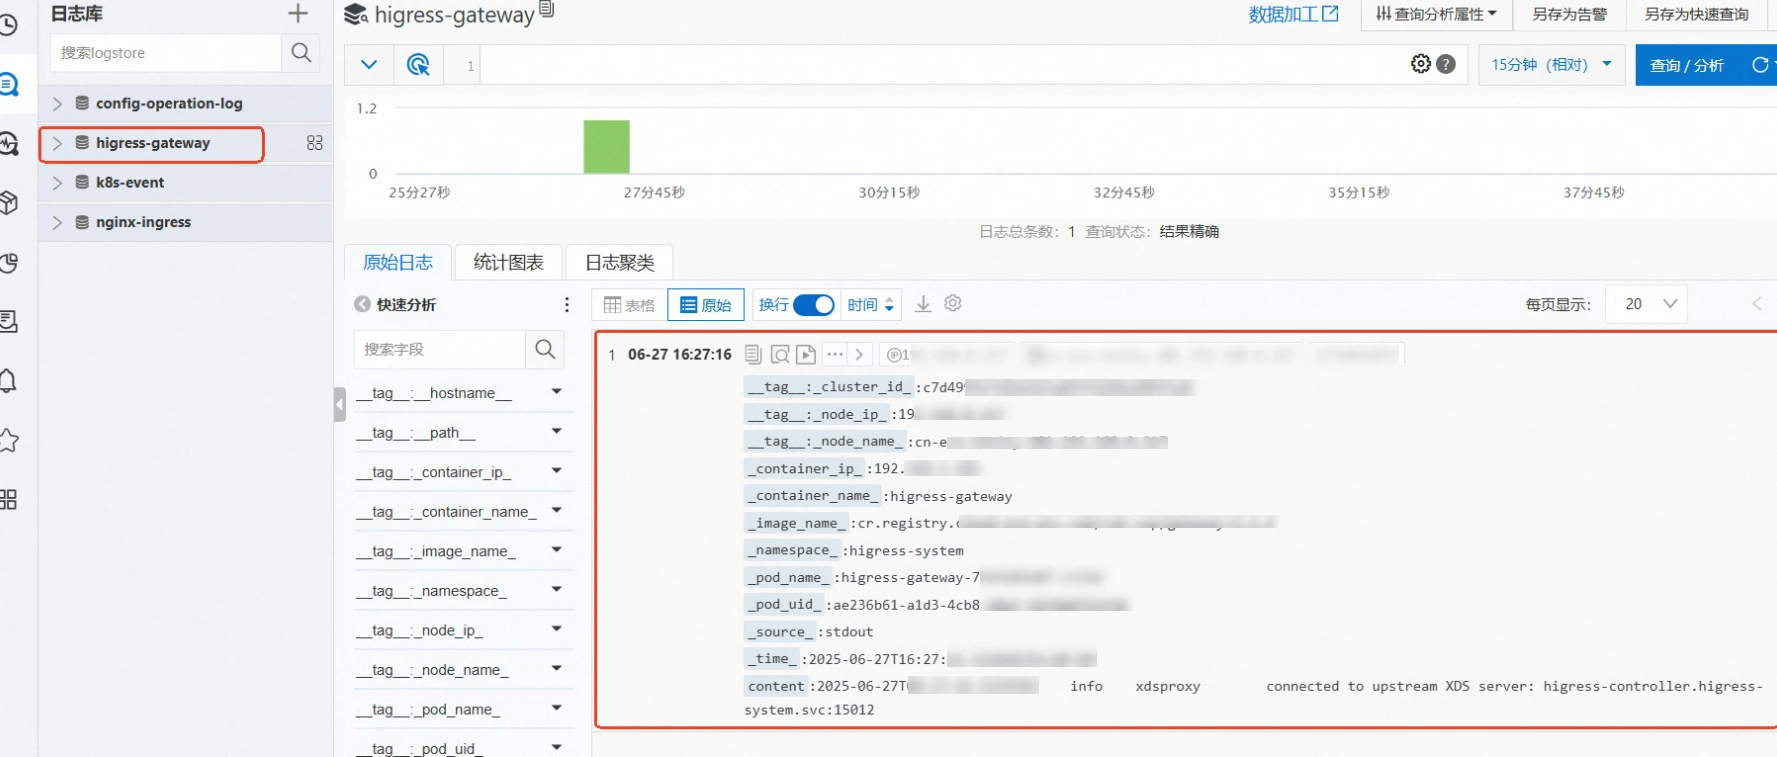 日志库
搜索logstore
config-operation-log
higress-gateway
k8s-event
nginx-ingress
higress-gateway
数据加工
查询分析属性
另存为告警
另存为快速查询
1
15分钟（相对）
查询 / 分析
1.2
0
25分27秒
27分45秒
30分15秒
32分45秒
35分15秒
37分45秒
日志总条数：1 查询状态：结果精确
原始日志
统计图表
日志聚类
快速分析
表格
原始
换行
时间
每页显示：
20
搜索字段
__tag__:__hostname__
__tag__:__path__
__tag__:_container_ip_
__tag__:_container_name_
__tag__:_image_name_
__tag__:_namespace_
__tag__:_node_ip_
__tag__:_node_name_
__tag__:_pod_name_
__tag__:_pod_uid_
1 06-27 16:27:16
IP
__tag__:_cluster_id_ :c7d49
__tag__:_node_ip_ :19
__tag__:_node_name_ :cn-e
_container_ip_ :192.
_container_name_ :higress-gateway
_image_name_ :cr.registry.
_namespace_ :higress-system
_pod_name_ :higress-gateway-7
_pod_uid_ :ae236b61-a1d3-4cb8
_source_ :stdout
_time_ :2025-06-27T16:27:
content :2025-06-27T info xdsproxy connected to upstream XDS server: higress-controller.higress-
system.svc:15012